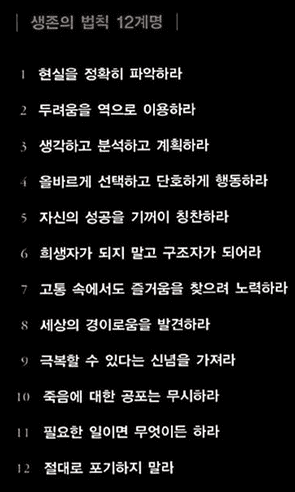 | 생존의 법칙 12계명 |
1 현실을 정확히 파악하라
2 두려움을 역으로 이용하라
3 생각하고 분석하고 계획하라
4 올바르게 선택하고 단호하게 행동하라
5 자신의 성공을 기꺼이 칭찬하라
6 희생자가 되지 말고 구조자가 되어라
7 고통 속에서도 즐거움을 찾으려 노력하라
8 세상의 경이로움을 발견하라
9 극복할 수 있다는 신념을 가져라
10 죽음에 대한 공포는 무시하라
11 필요한 일이면 무엇이든 하라
12 절대로 포기하지 말라